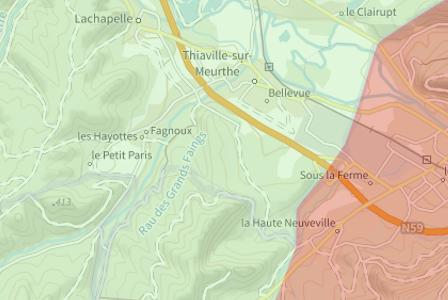 le Clairupt
Lachapelle
Thiaville-sur-
Meurthe
Bellevue
les Hayottes
Fagnoux
le Petit Paris
Sous la Ferme
413
Rau des Grands Faings
la Haute Neuveville
N59